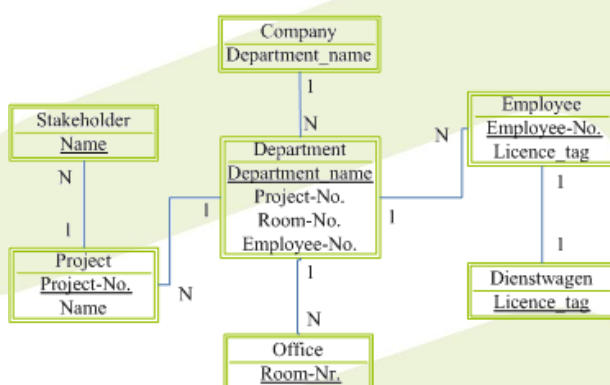 Company
Department_name
1
N
Stakeholder
Name
N
1
Project
Project-No.
Name
N
1
Department
Department_name
Project-No.
Room-No.
Employee-No.
1
N
Office
Room-Nr.
N
1
Employee
Employee-No.
Licence_tag
1
1
Dienstwagen
Licence_tag